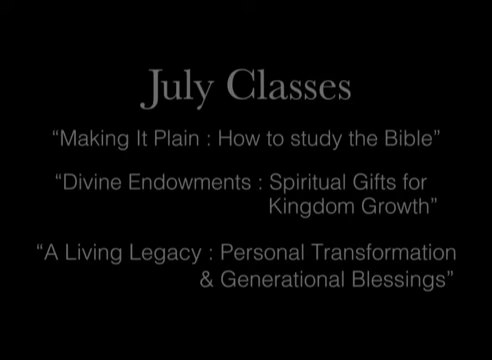 July Classes
“Making It Plain : How to study the Bible”
“Divine Endowments : Spiritual Gifts for
Kingdom Growth”
“A Living Legacy : Personal Transformation
& Generational Blessings”